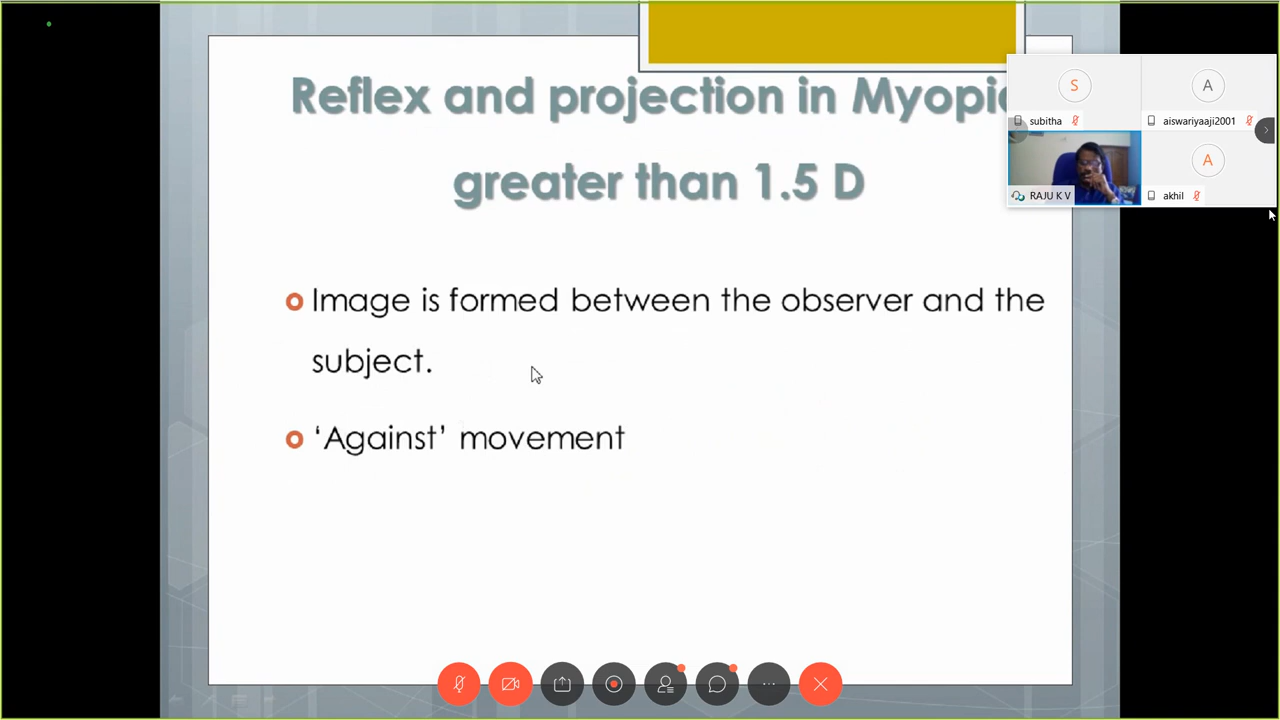 Reflex and projection in Myopi
greater than 1.5 D
Image is formed between the observer and the
subject.
‘Against’ movement
S
subitha
A
aiswariyaaji2001
RAJU K V
A
akhil